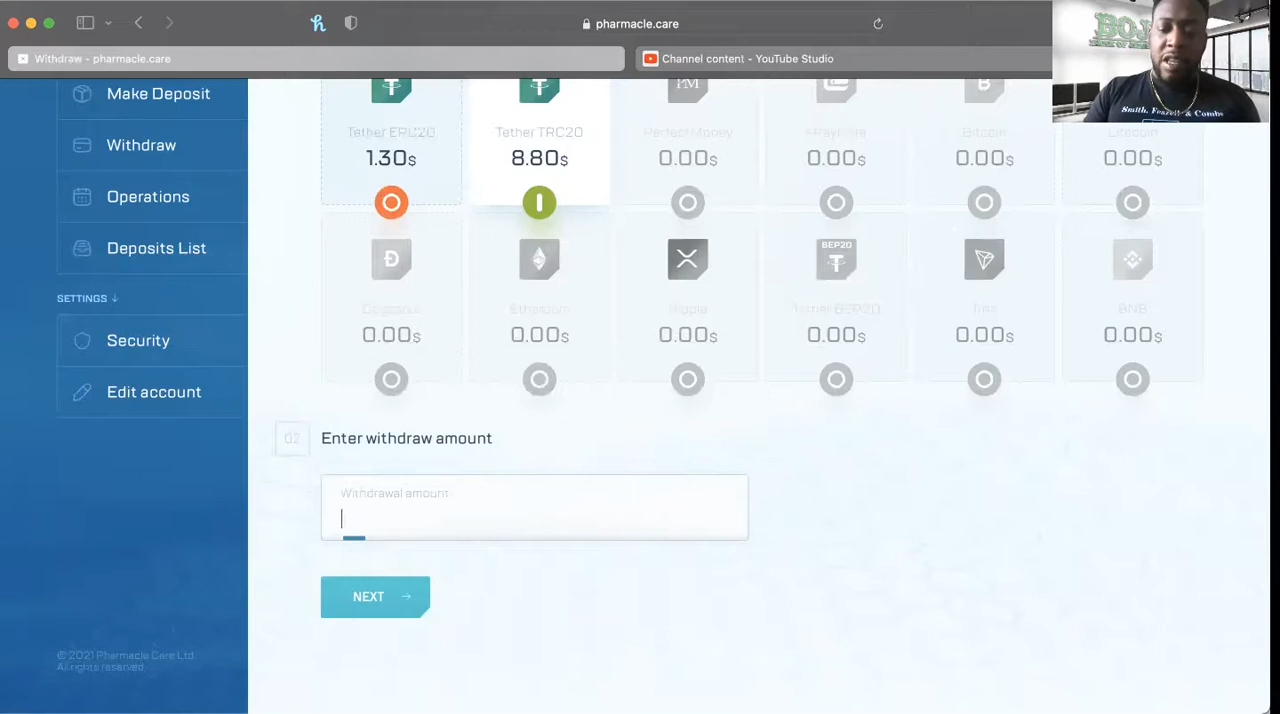 pharmacle.care
Withdraw - pharmacle.care
Channel content - YouTube Studio
Smith, Feazell & Combs
Make Deposit
Withdraw
Operations
Deposits List
SETTINGS ↓
Security
Edit account
© 2021 Pharmacle Care Ltd.
All rights reserved.
Tether ERC20
1.30$
Tether TRC20
8.80$
PM
Perfect Money
0.00$
0.00$
Bitcoin
0.00$
Litecoin
0.00$
Dogecoin
0.00$
Ethereum
0.00$
Ripple
0.00$
BEP20
Tether BEP20
0.00$
Tron
0.00$
BNB
0.00$
02
Enter withdraw amount
Withdrawal amount
NEXT →